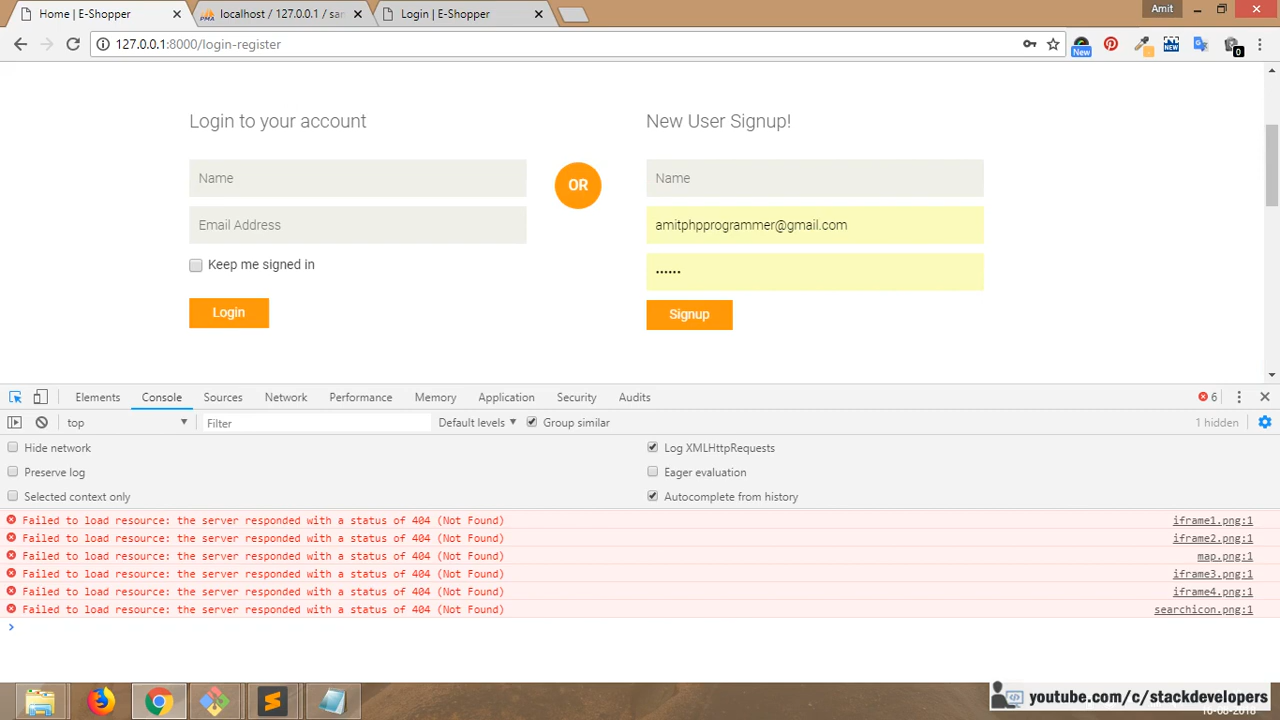 Home | E-Shopper
localhost / 127.0.0.1 / sar
Login | E-Shopper
Amit
127.0.0.1:8000/login-register
New
NEW
0
Login to your account
New User Signup!
Name
OR
Name
Email Address
amitphpprogrammer@gmail.com
••••••
Keep me signed in
Login
Signup
Elements Console Sources Network Performance Memory Application Security Audits 6
top Filter Default levels Group similar 1 hidden
Hide network Log XMLHttpRequests
Preserve log Eager evaluation
Selected context only Autocomplete from history
Failed to load resource: the server responded with a status of 404 (Not Found) iframe1.png:1
Failed to load resource: the server responded with a status of 404 (Not Found) iframe2.png:1
Failed to load resource: the server responded with a status of 404 (Not Found) map.png:1
Failed to load resource: the server responded with a status of 404 (Not Found) iframe3.png:1
Failed to load resource: the server responded with a status of 404 (Not Found) iframe4.png:1
Failed to load resource: the server responded with a status of 404 (Not Found) searchicon.png:1
youtube.com/c/stackdevelopers